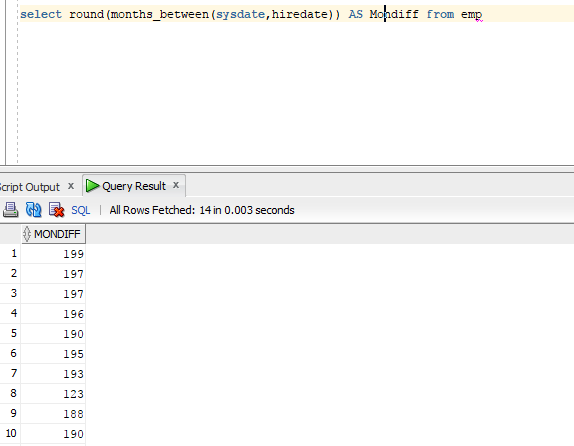 select round(months_between(sysdate,hiredate)) AS Mondiff from emp
Script Output x Query Result x
SQL | All Rows Fetched: 14 in 0.003 seconds
MONDIFF
1 199
2 197
3 197
4 196
5 190
6 195
7 193
8 123
9 188
10 190